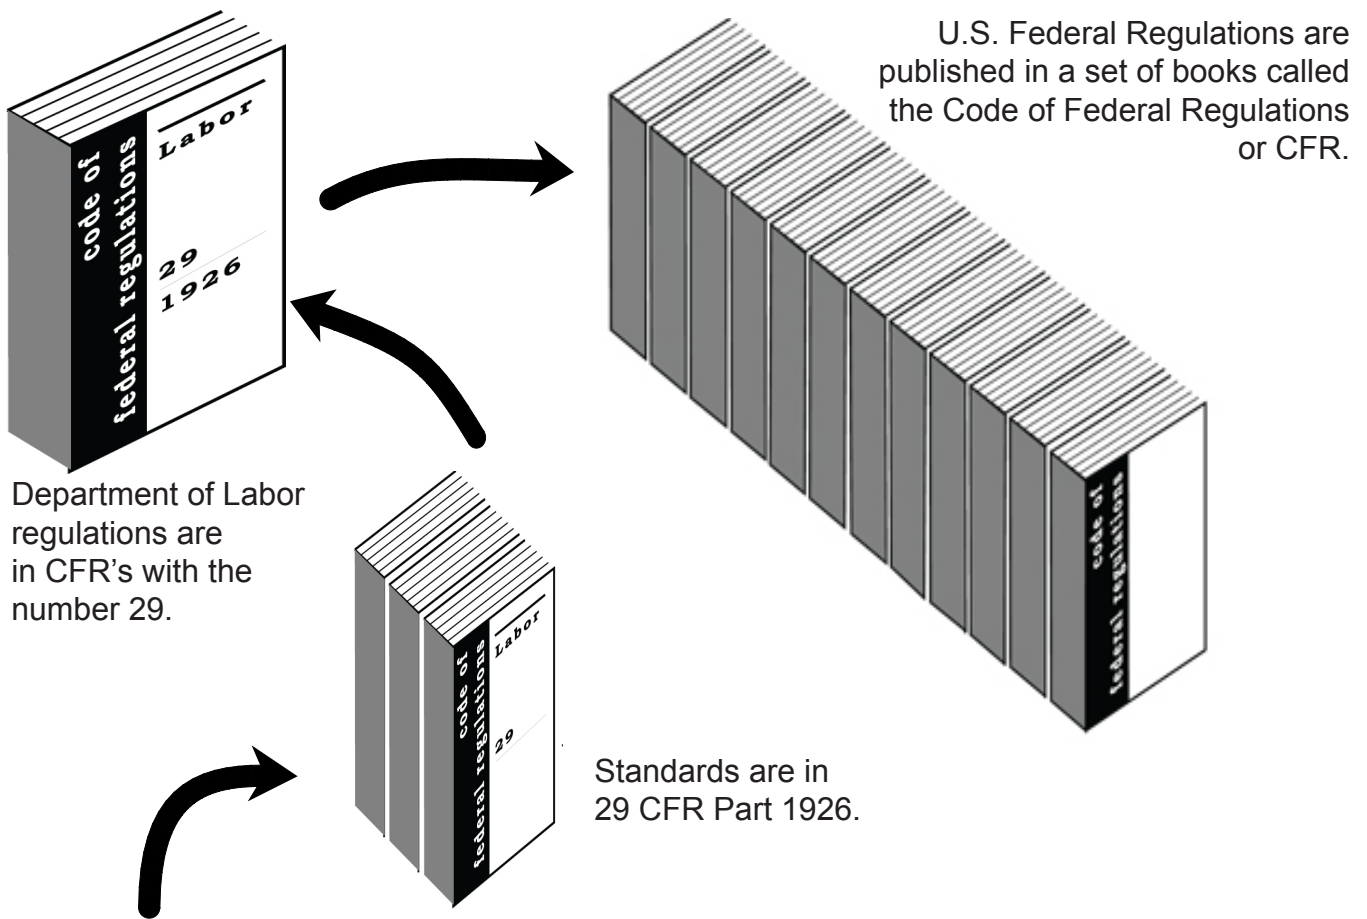 U.S. Federal Regulations are
published in a set of books called
the Code of Federal Regulations
or CFR.
Labor
29
1926
code of
federal regulations
Department of Labor
regulations are
in CFR's with the
number 29.
Labor
29
code of
federal regulations
Standards are in
29 CFR Part 1926.
code of
federal regulations